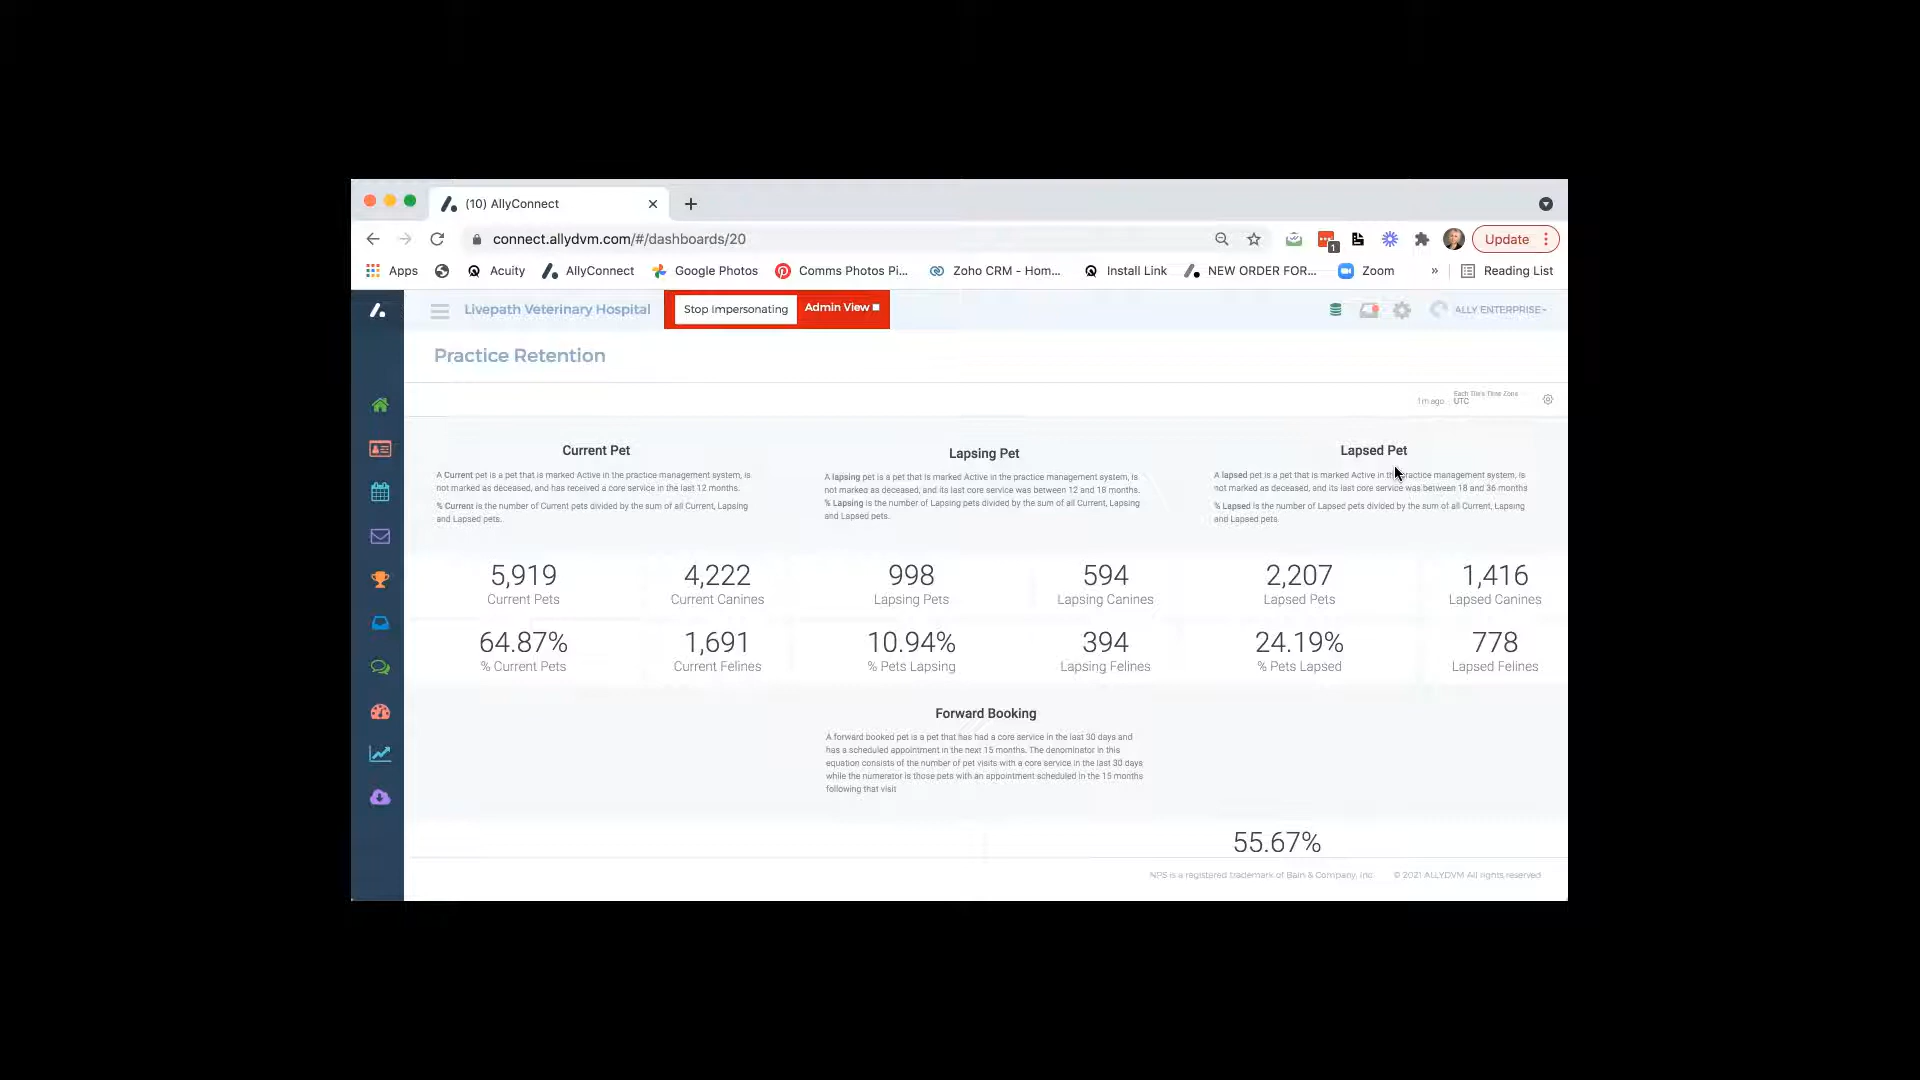 (10) AllyConnect
connect.allydvm.com/#/dashboards/20
1
Update
Apps
Acuity
AllyConnect
Google Photos
Comms Photos Pi...
Zoho CRM - Hom...
Install Link
NEW ORDER FOR...
Zoom
»
Reading List
Livepath Veterinary Hospital
Stop Impersonating
Admin View
ALLY ENTERPRISE
Practice Retention
1m ago
Each Tile's Time Zone
UTC
Current Pet
A Current pet is a pet that is marked Active in the practice management system, is
not marked as deceased, and has received a core service in the last 12 months.
% Current is the number of Current pets divided by the sum of all Current, Lapsing
and Lapsed pets.
Lapsing Pet
A lapsing pet is a pet that is marked Active in the practice management system, is
not marked as deceased, and its last core service was between 12 and 18 months.
% Lapsing is the number of Lapsing pets divided by the sum of all Current, Lapsing
and Lapsed pets.
Lapsed Pet
A lapsed pet is a pet that is marked Active in the practice management system, is
not marked as deceased, and its last core service was between 18 and 36 months
% Lapsed is the number of Lapsed pets divided by the sum of all Current, Lapsing
and Lapsed pets.
5,919
Current Pets
4,222
Current Canines
998
Lapsing Pets
594
Lapsing Canines
2,207
Lapsed Pets
1,416
Lapsed Canines
64.87%
% Current Pets
1,691
Current Felines
10.94%
% Pets Lapsing
394
Lapsing Felines
24.19%
% Pets Lapsed
778
Lapsed Felines
Forward Booking
A forward booked pet is a pet that has had a core service in the last 30 days and
has a scheduled appointment in the next 15 months. The denominator in this
equation consists of the number of pet visits with a core service in the last 30 days
while the numerator is those pets with an appointment scheduled in the 15 months
following that visit
55.67%
NPS is a registered trademark of Bain & Company, Inc.
© 2021 ALLYDVM All rights reserved